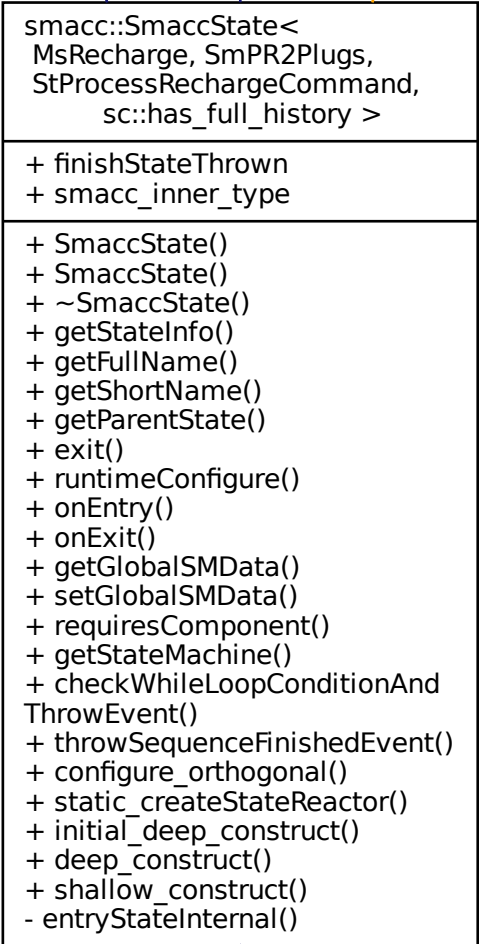 smacc::SmaccState<
MsRecharge, SmPR2Plugs,
StProcessRechargeCommand,
sc::has_full_history >
+ finishStateThrown
+ smacc_inner_type
+ SmaccState()
+ SmaccState()
+ ~SmaccState()
+ getStateInfo()
+ getFullName()
+ getShortName()
+ getParentState()
+ exit()
+ runtimeConfigure()
+ onEntry()
+ onExit()
+ getGlobalSMData()
+ setGlobalSMData()
+ requiresComponent()
+ getStateMachine()
+ checkWhileLoopConditionAnd
ThrowEvent()
+ throwSequenceFinishedEvent()
+ configure_orthogonal()
+ static_createStateReactor()
+ initial_deep_construct()
+ deep_construct()
+ shallow_construct()
- entryStateInternal()